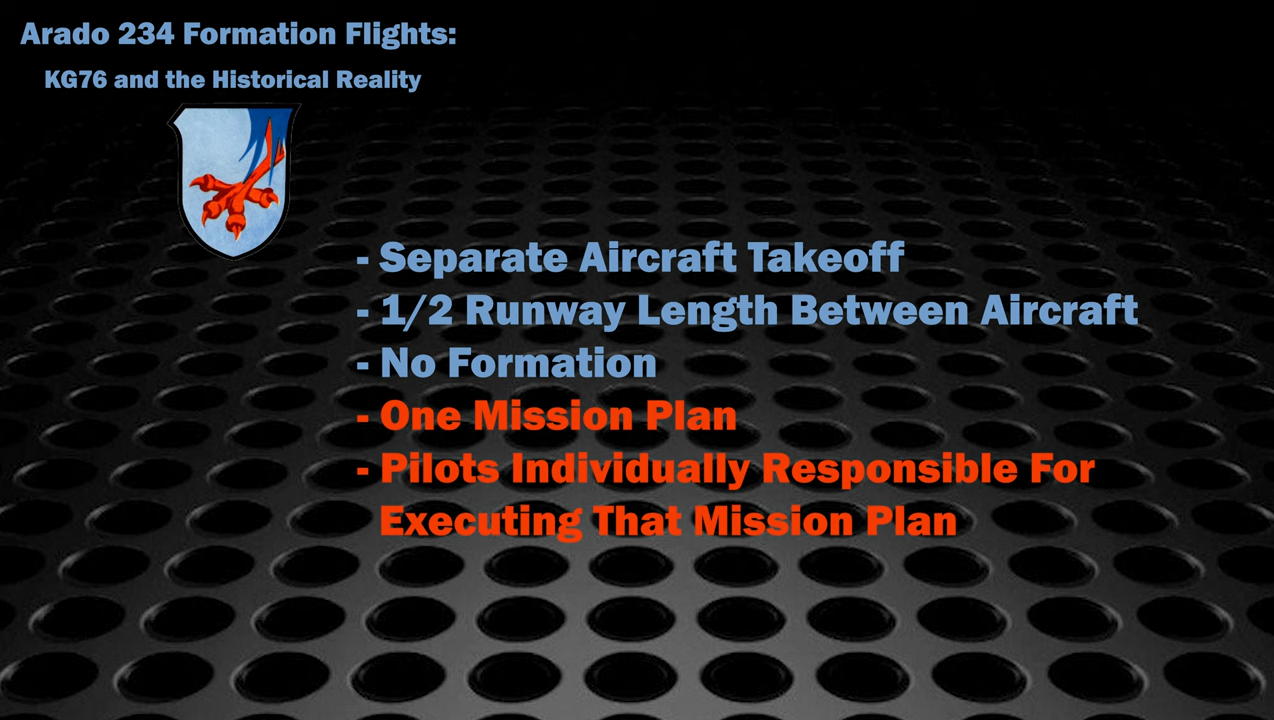 Arado 234 Formation Flights:
KG76 and the Historical Reality
- Separate Aircraft Takeoff
- 1/2 Runway Length Between Aircraft
- No Formation
- One Mission Plan
- Pilots Individually Responsible For
Executing That Mission Plan